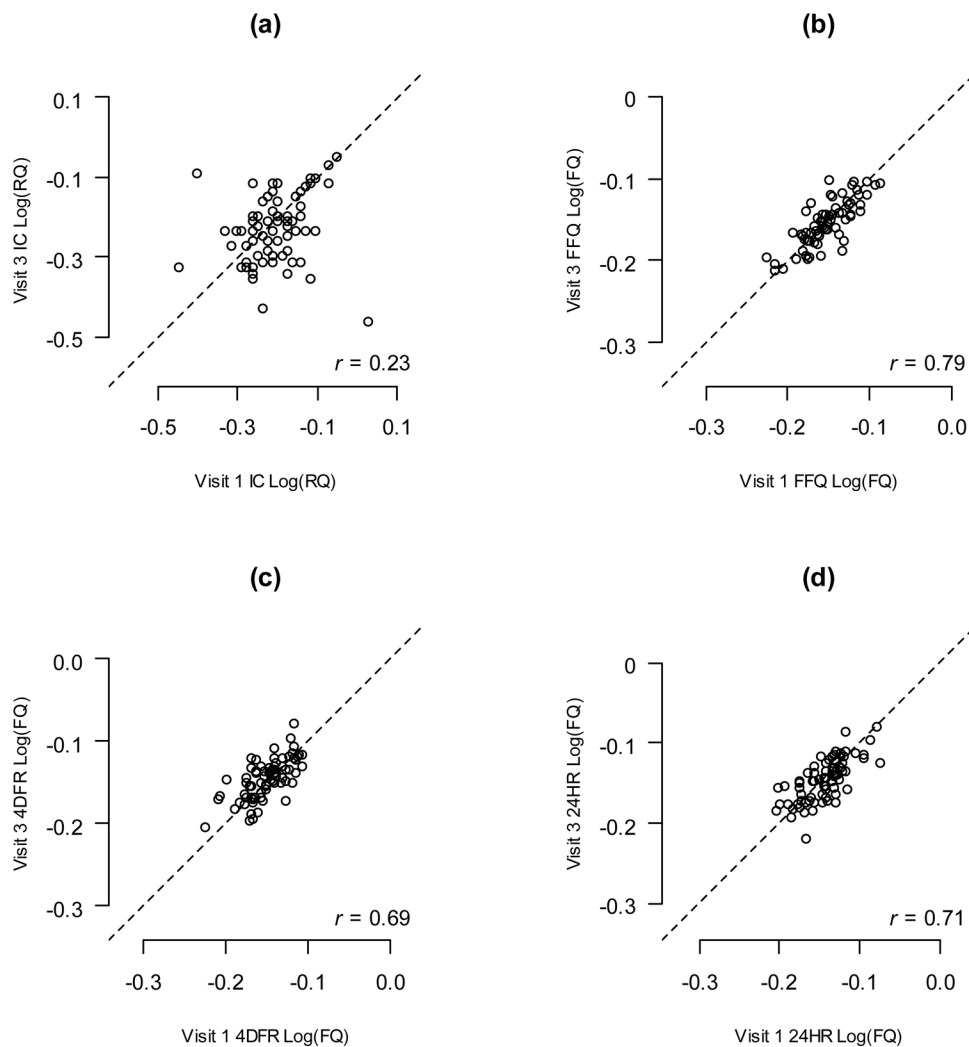 (a)
0.1
-0.1
-0.3
-0.5
Visit 3 IC Log(RQ)
r = 0.23
-0.5 -0.3 -0.1 0.1
Visit 1 IC Log(RQ)
(b)
0
-0.1
-0.2
-0.3
Visit 3 FFQ Log(FQ)
r = 0.79
-0.3 -0.2 -0.1 0.0
Visit 1 FFQ Log(FQ)
(c)
0.0
-0.1
-0.2
-0.3
Visit 3 4DFR Log(FQ)
r = 0.69
-0.3 -0.2 -0.1 0.0
Visit 1 4DFR Log(FQ)
(d)
0
-0.1
-0.2
-0.3
Visit 3 24HR Log(FQ)
r = 0.71
-0.3 -0.2 -0.1 0.0
Visit 1 24HR Log(FQ)